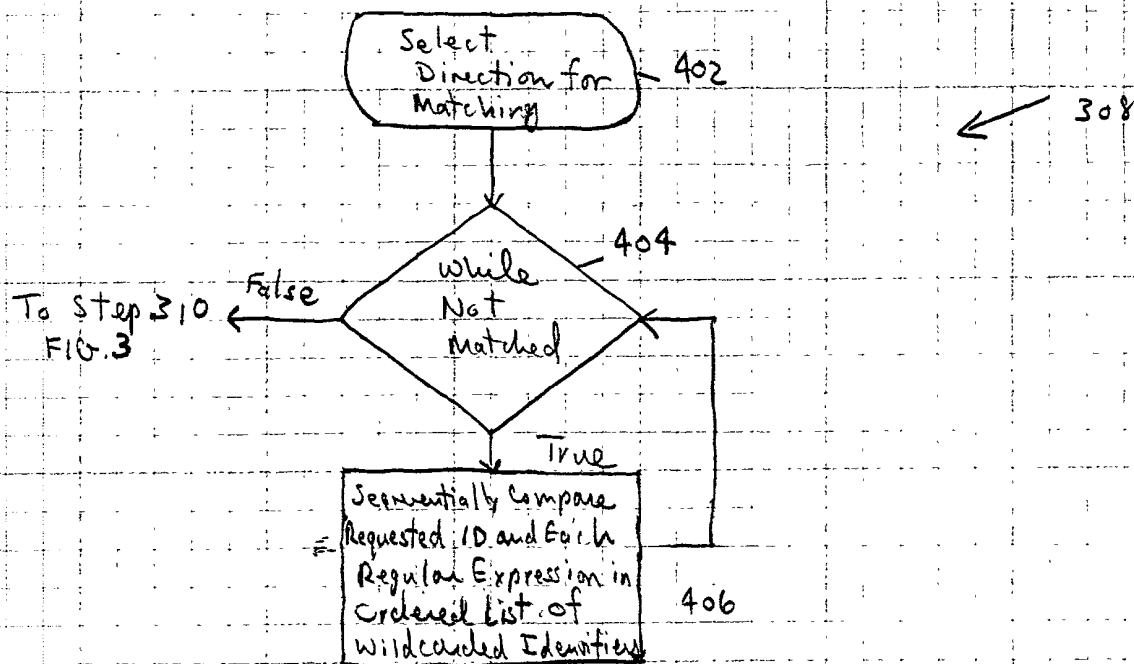 Select
Direction for
Matching
402
308
404
While
Not
Matched
False
To Step 310
FIG. 3
True
Sequentially Compare
Requested ID and Each
Regular Expression in
Ordered List of
Wildcarded Identifiers
406